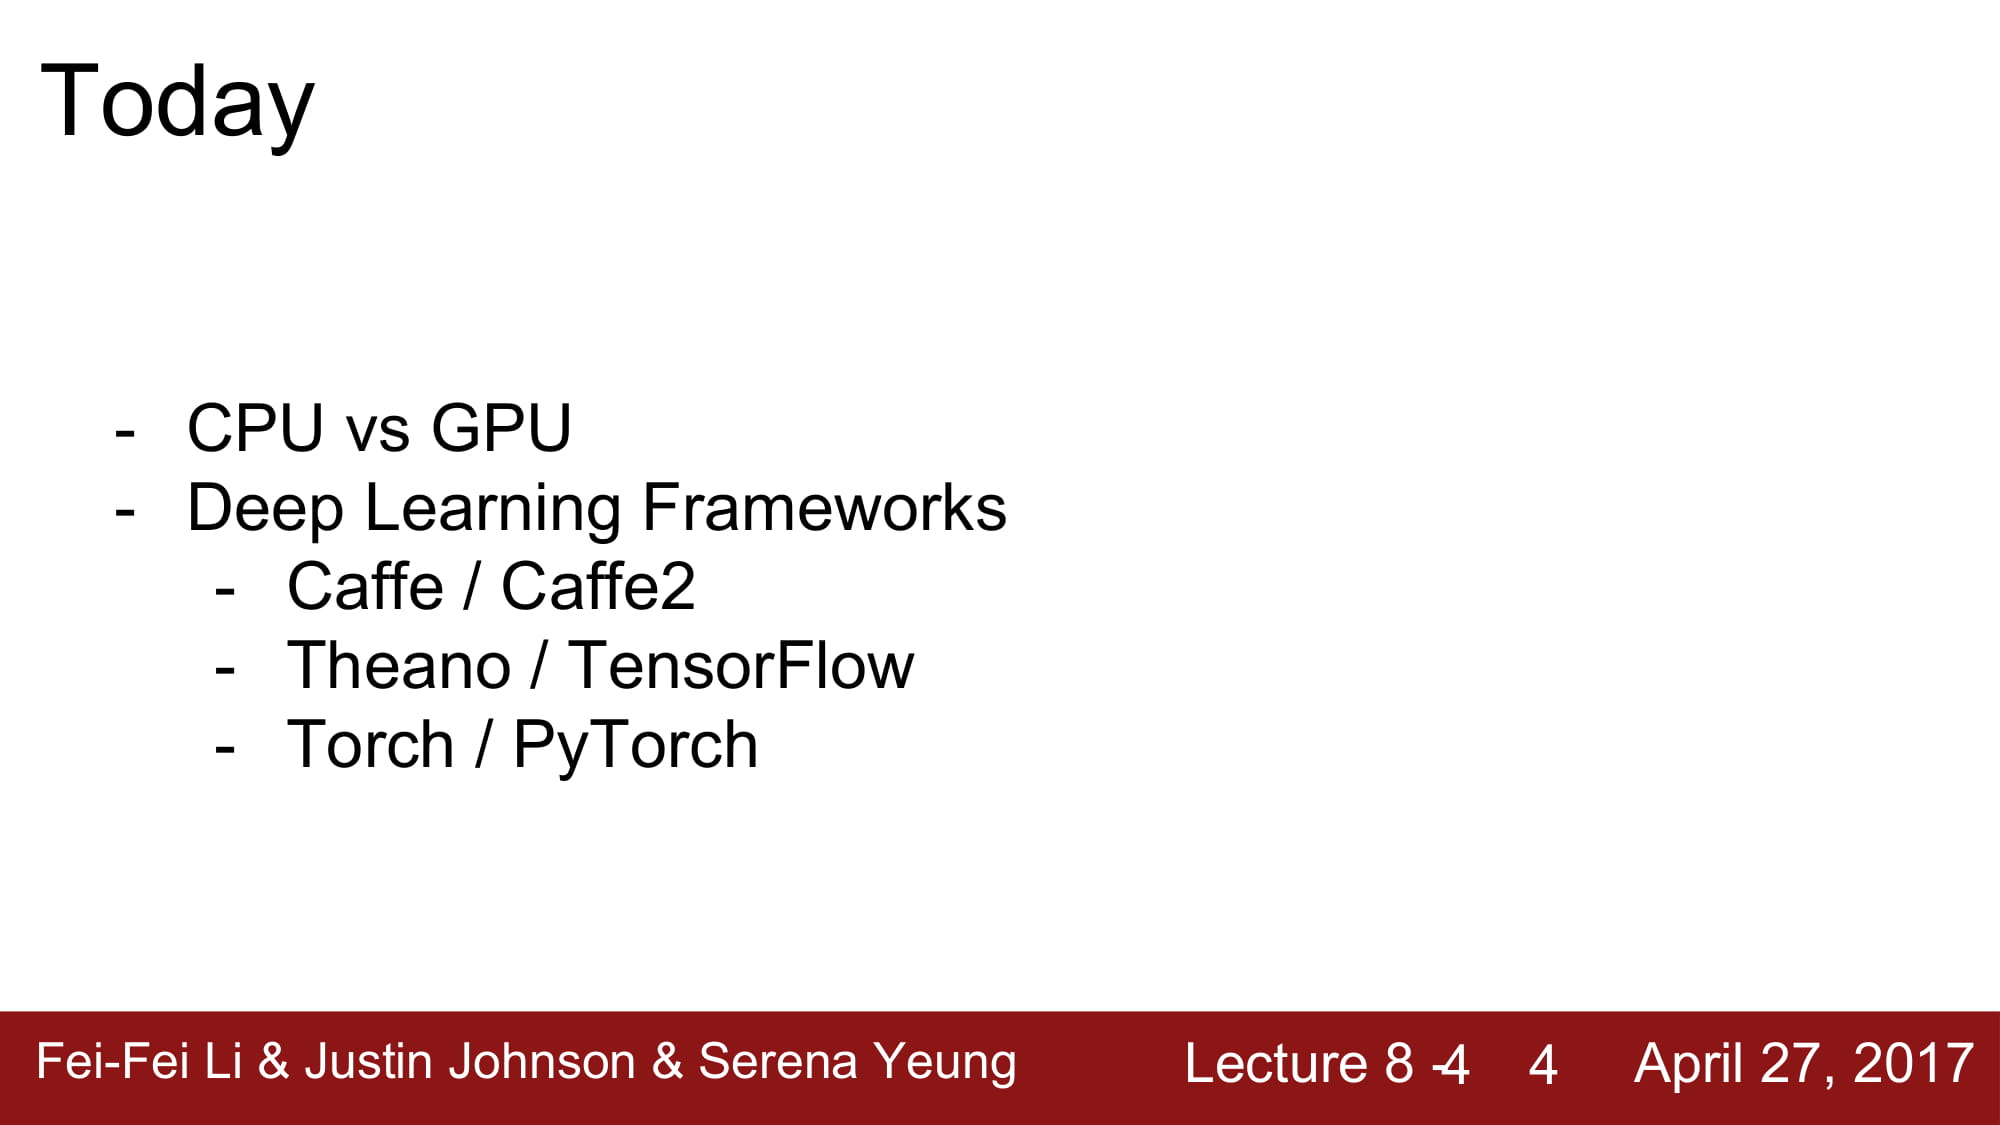 Today
- CPU vs GPU
- Deep Learning Frameworks
- Caffe / Caffe2
- Theano / TensorFlow
- Torch / PyTorch
Fei-Fei Li & Justin Johnson & Serena Yeung Lecture 8 -4 4 April 27, 2017